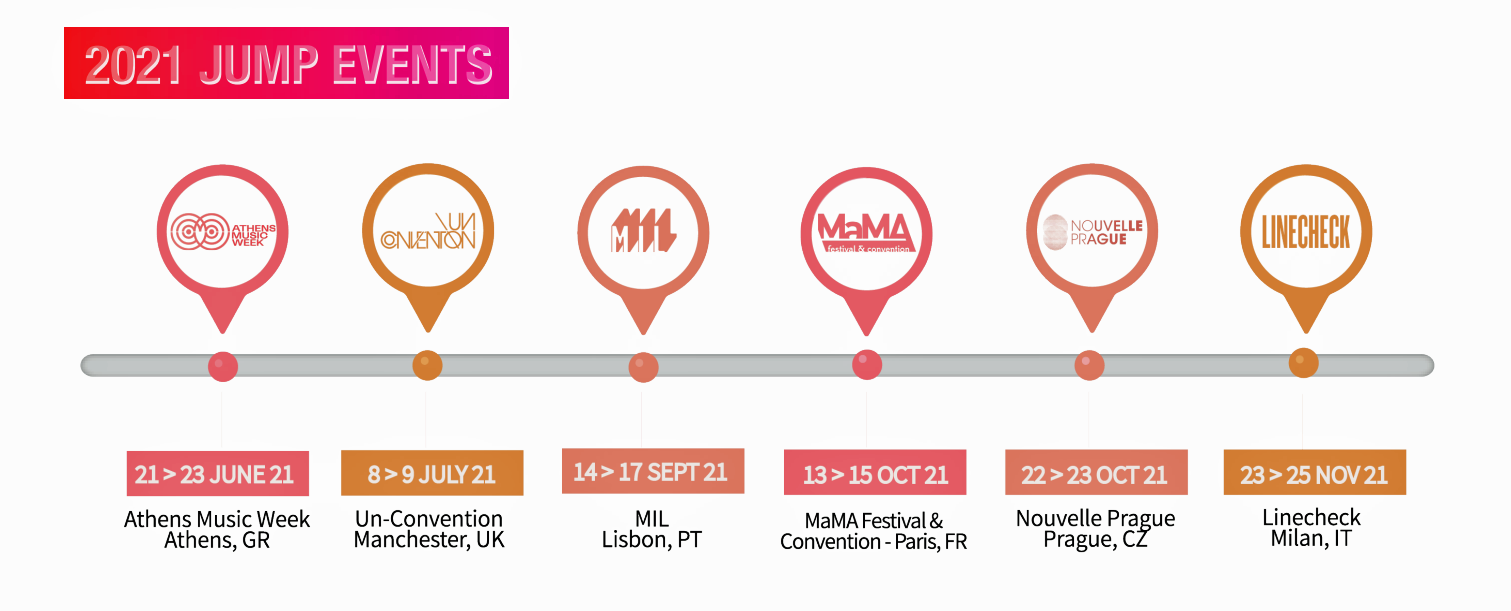 2021 JUMP EVENTS
ATHENS
MUSIC
WEEK
UN
CONVENTION
MIL
MaMA
festival & convention
NOUVELLE
PRAGUE
LINECHECK
21 > 23 JUNE 21
8 > 9 JULY 21
14 > 17 SEPT 21
13 > 15 OCT 21
22 > 23 OCT 21
23 > 25 NOV 21
Athens Music Week
Athens, GR
Un-Convention
Manchester, UK
MIL
Lisbon, PT
MaMA Festival &
Convention - Paris, FR
Nouvelle Prague
Prague, CZ
Linecheck
Milan, IT